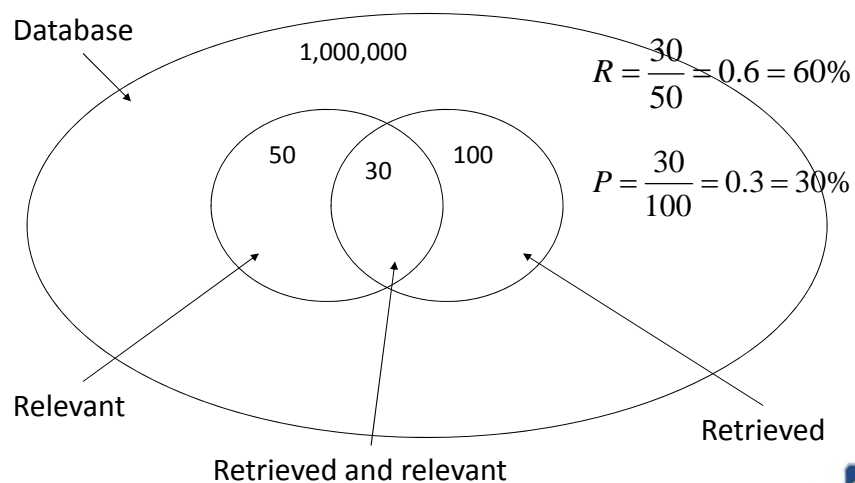 Database
1,000,000
R = 30/50 = 0.6 = 60%
50
30
100
P = 30/100 = 0.3 = 30%
Relevant
Retrieved
Retrieved and relevant